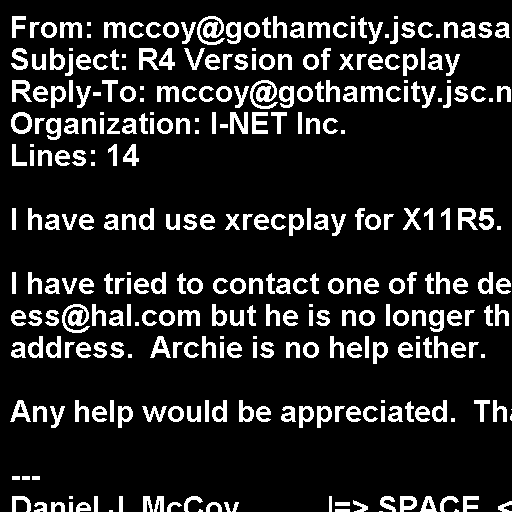 From: mccoy@gothamcity.jsc.nasa
Subject: R4 Version of xrecplay
Reply-To: mccoy@gothamcity.jsc.n
Organization: I-NET Inc.
Lines: 14
I have and use xrecplay for X11R5.
I have tried to contact one of the de
ess@hal.com but he is no longer th
address.  Archie is no help either.
Any help would be appreciated.  Tha
---
Daniel J. McCoy |=> SPACE <